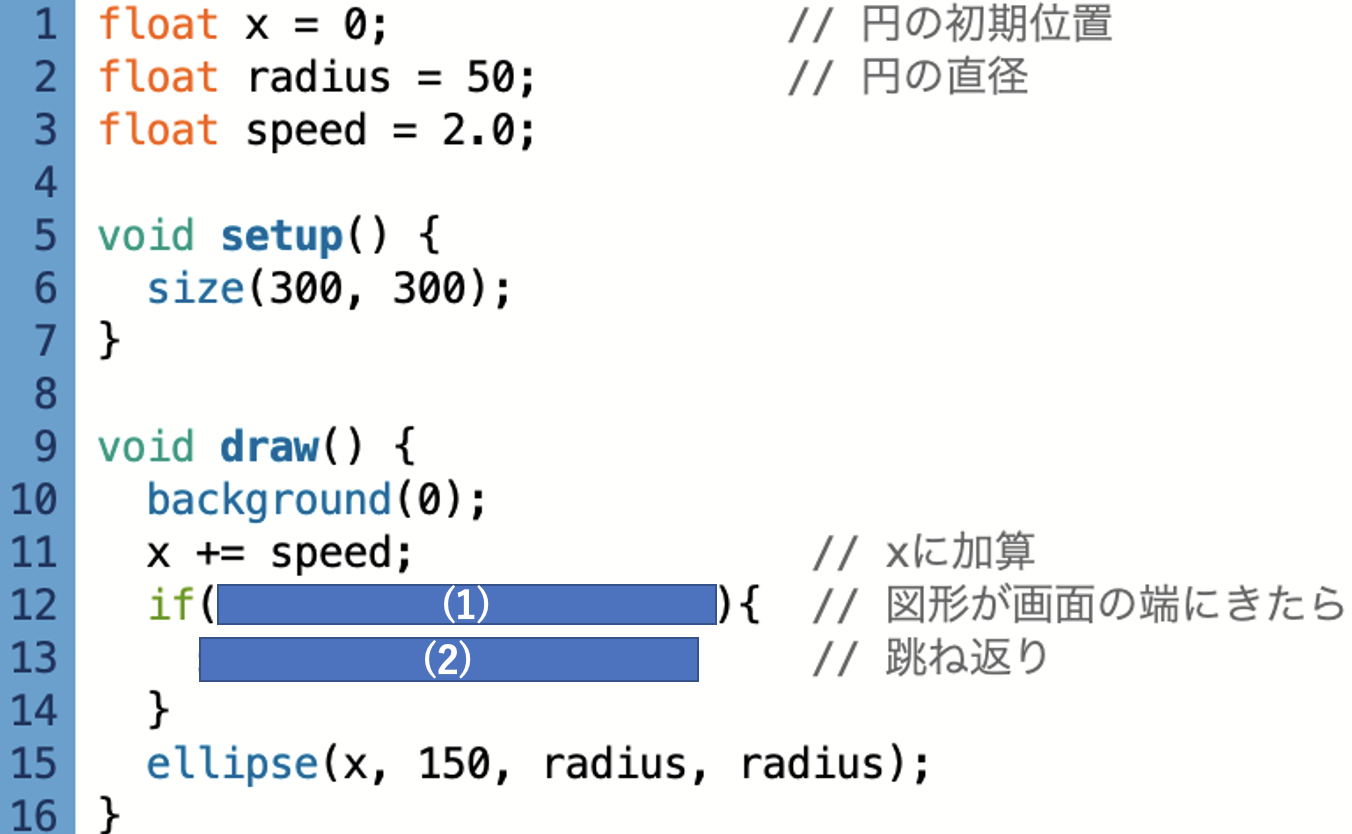 1 float x = 0; // 円の初期位置
2 float radius = 50; // 円の直径
3 float speed = 2.0;
4
5 void setup() {
6 size(300, 300);
7 }
8
9 void draw() {
10 background(0);
11 x += speed; // xに加算
12 if( (1) ){ // 図形が画面の端にきたら
13 (2) // 跳ね返り
14 }
15 ellipse(x, 150, radius, radius);
16 }